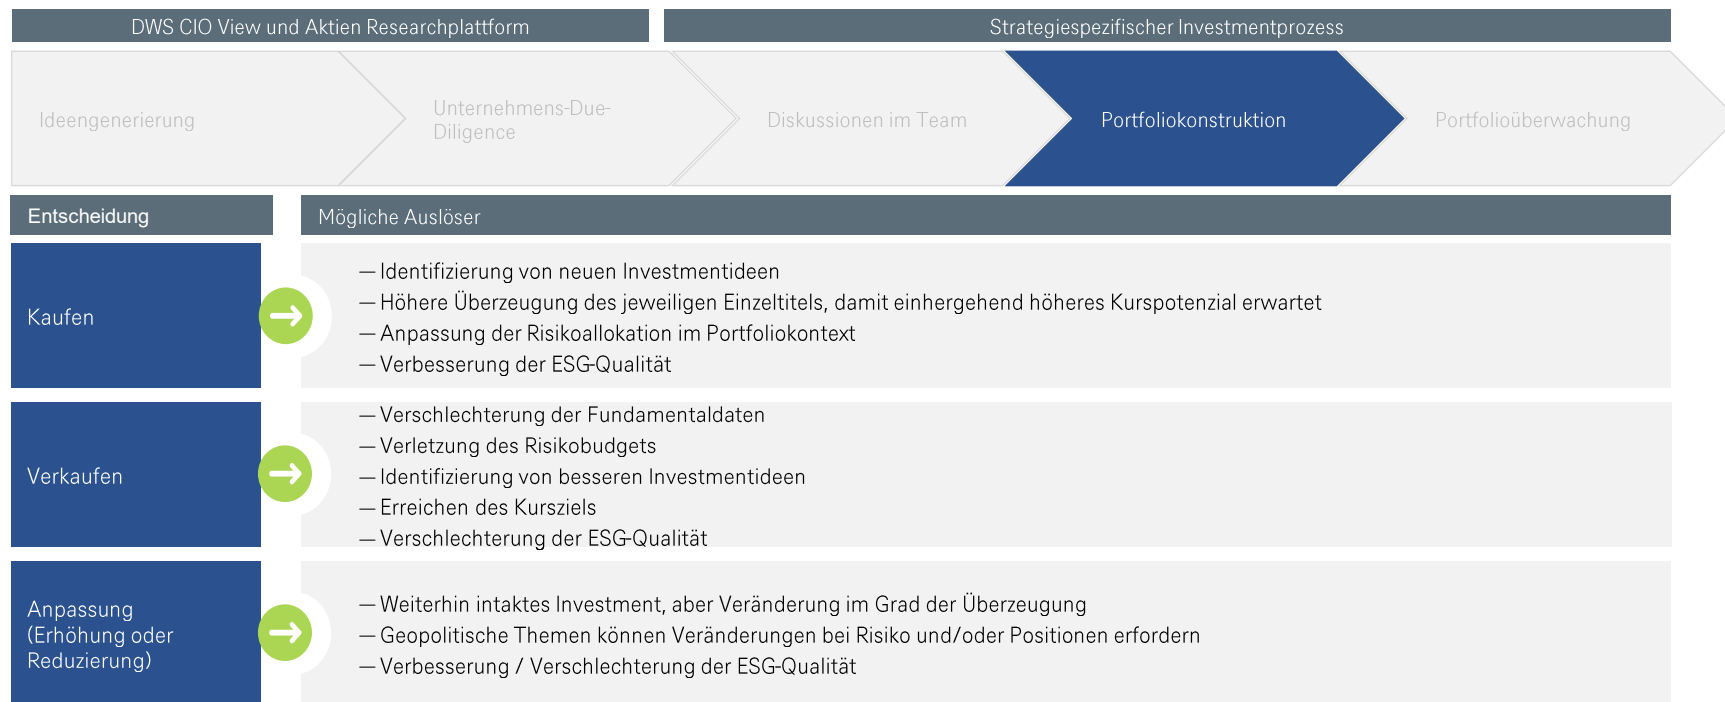 DWS CIO View und Aktien Researchplattform
Strategiespezifischer Investmentprozess
Ideengenerierung
Unternehmens-Due-
Diligence
Diskussionen im Team
Portfoliokonstruktion
Portfolioüberwachung
Entscheidung
Mögliche Auslöser
Kaufen
— Identifizierung von neuen Investmentideen
— Höhere Überzeugung des jeweiligen Einzeltitels, damit einhergehend höheres Kurspotenzial erwartet
— Anpassung der Risikoallokation im Portfoliokontext
— Verbesserung der ESG-Qualität
Verkaufen
— Verschlechterung der Fundamentaldaten
— Verletzung des Risikobudgets
— Identifizierung von besseren Investmentideen
— Erreichen des Kursziels
— Verschlechterung der ESG-Qualität
Anpassung
(Erhöhung oder
Reduzierung)
— Weiterhin intaktes Investment, aber Veränderung im Grad der Überzeugung
— Geopolitische Themen können Veränderungen bei Risiko und/oder Positionen erfordern
— Verbesserung / Verschlechterung der ESG-Qualität